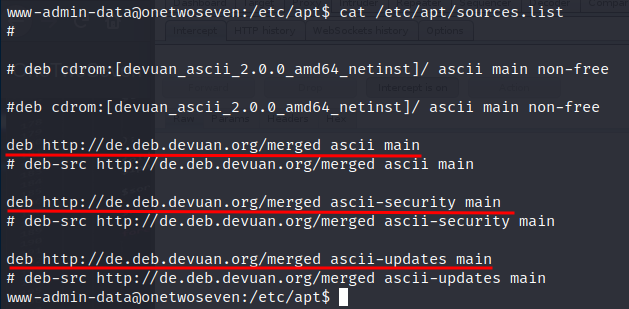 www-admin-data@onetwoseven:/etc/apt$ cat /etc/apt/sources.list
#
# deb cdrom:[devuan_ascii_2.0.0_amd64_netinst]/ ascii main non-free
#deb cdrom:[devuan_ascii_2.0.0_amd64_netinst]/ ascii main non-free
deb http://de.deb.devuan.org/merged ascii main
# deb-src http://de.deb.devuan.org/merged ascii main
deb http://de.deb.devuan.org/merged ascii-security main
# deb-src http://de.deb.devuan.org/merged ascii-security main
deb http://de.deb.devuan.org/merged ascii-updates main
# deb-src http://de.deb.devuan.org/merged ascii-updates main
www-admin-data@onetwoseven:/etc/apt$